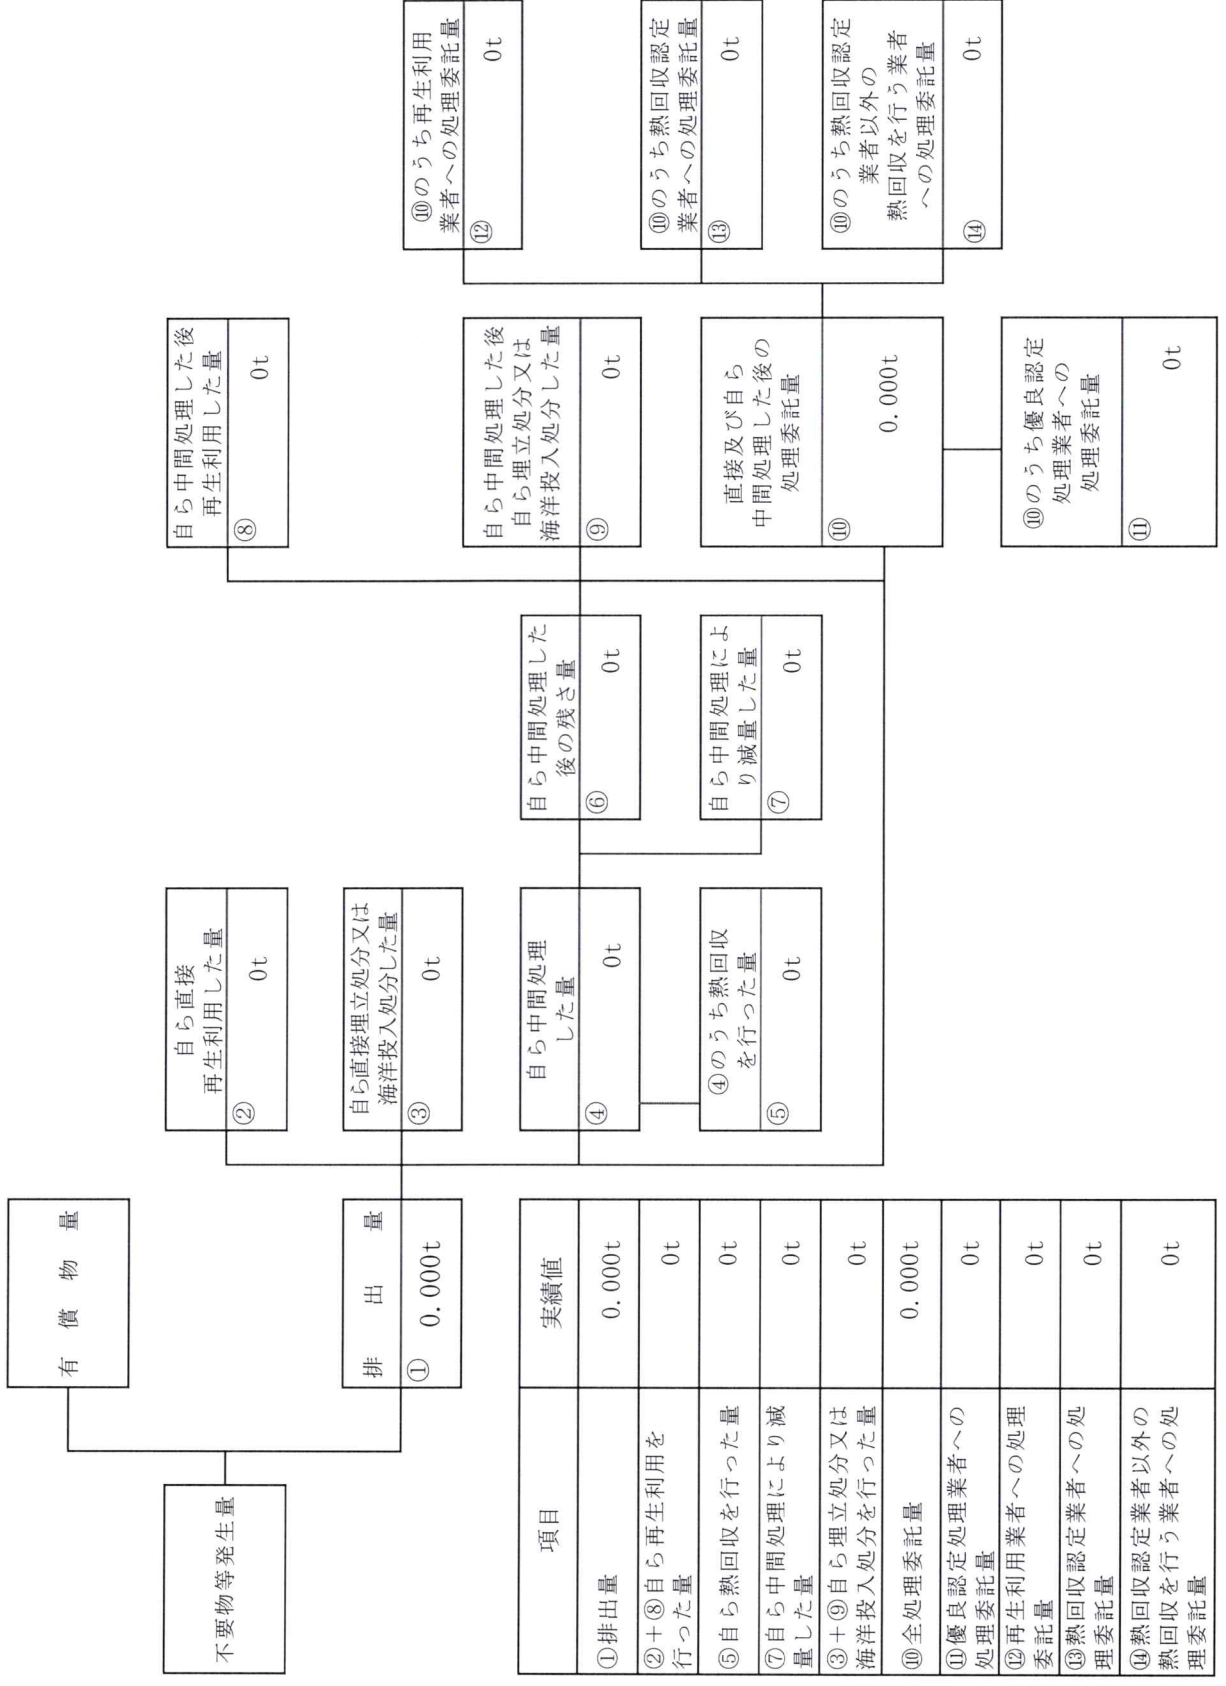 不要物等発生量
有償物量
排出量
① 0.000t
自ら直接
再生利用した量
② 0t
自ら直接埋立処分又は
海洋投入処分した量
③ 0t
自ら中間処理
した量
④ 0t
④のうち熱回収
を行った量
⑤ 0t
自ら中間処理した
後の残さ量
⑥ 0t
自ら中間処理によ
り減量した量
⑦ 0t
自ら中間処理した後
再生利用した量
⑧ 0t
自ら中間処理した後
自ら埋立処分又は
海洋投入処分した量
⑨ 0t
直接及び自ら
中間処理した後の
処理委託量
⑩ 0.000t
⑩のうち優良認定
処理業者への
処理委託量
⑪ 0t
⑩のうち再生利用
業者への処理委託量
⑫ 0t
⑩のうち熱回収認定
業者への処理委託量
⑬ 0t
⑩のうち熱回収認定
業者以外の
熱回収を行う業者
への処理委託量
⑭ 0t
項目 実績値
①排出量 0.000t
②+⑧自ら再生利用を
行った量 0t
⑤自ら熱回収を行った量 0t
⑦自ら中間処理により減
量した量 0t
③+⑨自ら埋立処分又は
海洋投入処分を行った量 0t
⑩全処理委託量 0.000t
⑪優良認定処理業者への
処理委託量 0t
⑫再生利用業者への処理
委託量 0t
⑬熱回収認定業者への処
理委託量 0t
⑭熱回収認定業者以外の
熱回収を行う業者への処
理委託量 0t